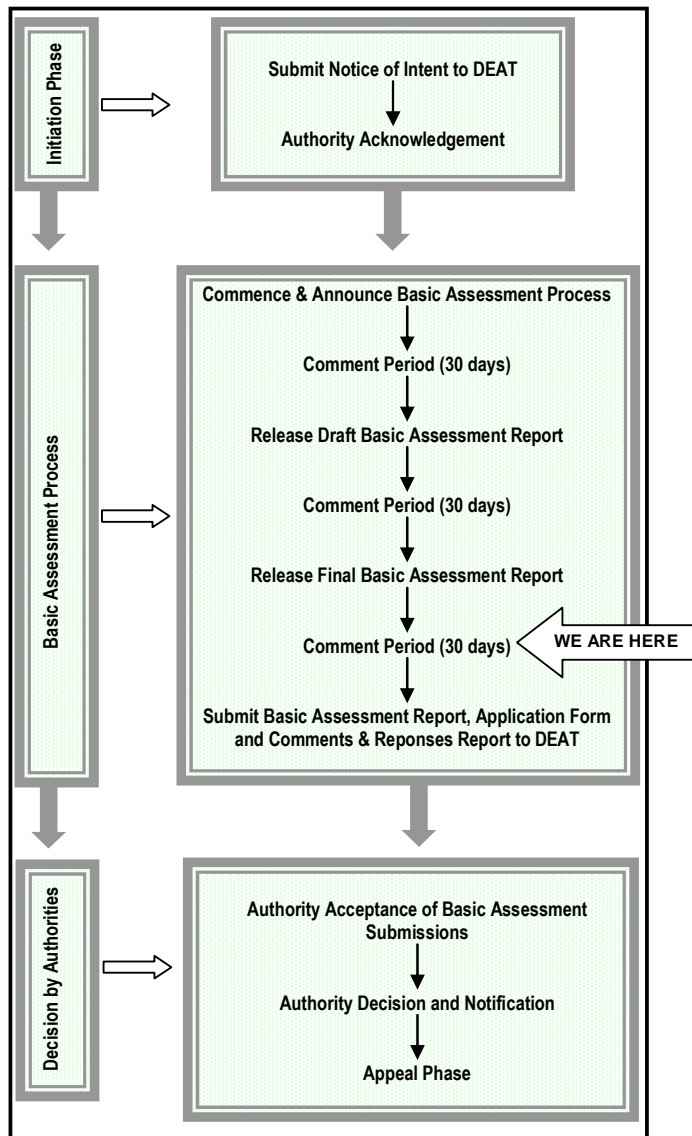 Initiation Phase
Submit Notice of Intent to DEAT
Authority Acknowledgement
Basic Assessment Process
Commence & Announce Basic Assessment Process
Comment Period (30 days)
Release Draft Basic Assessment Report
Comment Period (30 days)
Release Final Basic Assessment Report
Comment Period (30 days)
WE ARE HERE
Submit Basic Assessment Report, Application Form
and Comments & Reponses Report to DEAT
Decision by Authorities
Authority Acceptance of Basic Assessment
Submissions
Authority Decision and Notification
Appeal Phase